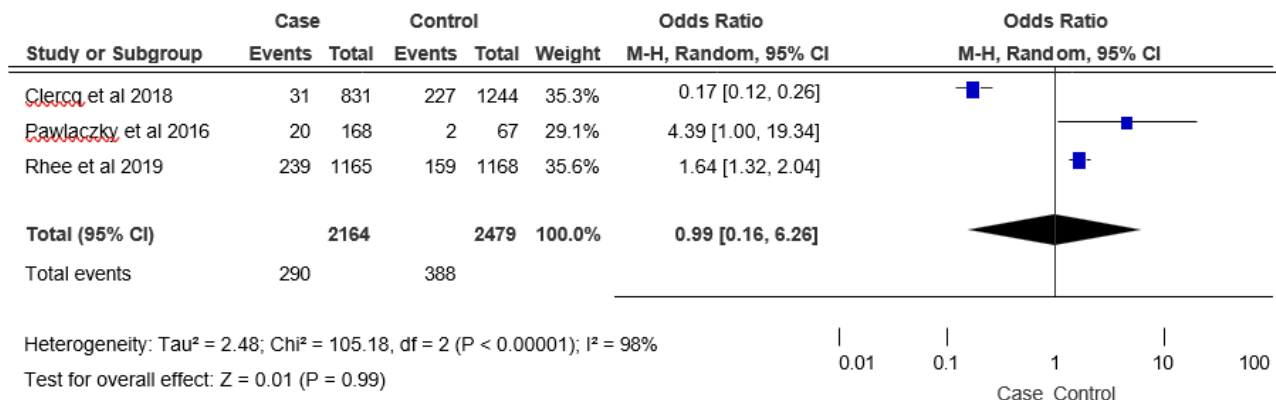 Case Control Odds Ratio Odds Ratio
Study or Subgroup Events Total Events Total Weight M-H, Random, 95% CI M-H, Random, 95% CI
Clercq et al 2018 31 831 227 1244 35.3% 0.17 [0.12, 0.26]
Pawlaczky et al 2016 20 168 2 67 29.1% 4.39 [1.00, 19.34]
Rhee et al 2019 239 1165 159 1168 35.6% 1.64 [1.32, 2.04]
Total (95% CI) 2164 2479 100.0% 0.99 [0.16, 6.26]
Total events 290 388
Heterogeneity: Tau² = 2.48; Chi² = 105.18, df = 2 (P < 0.00001); I² = 98%
0.01 0.1 1 10 100
Test for overall effect: Z = 0.01 (P = 0.99)
Case Control